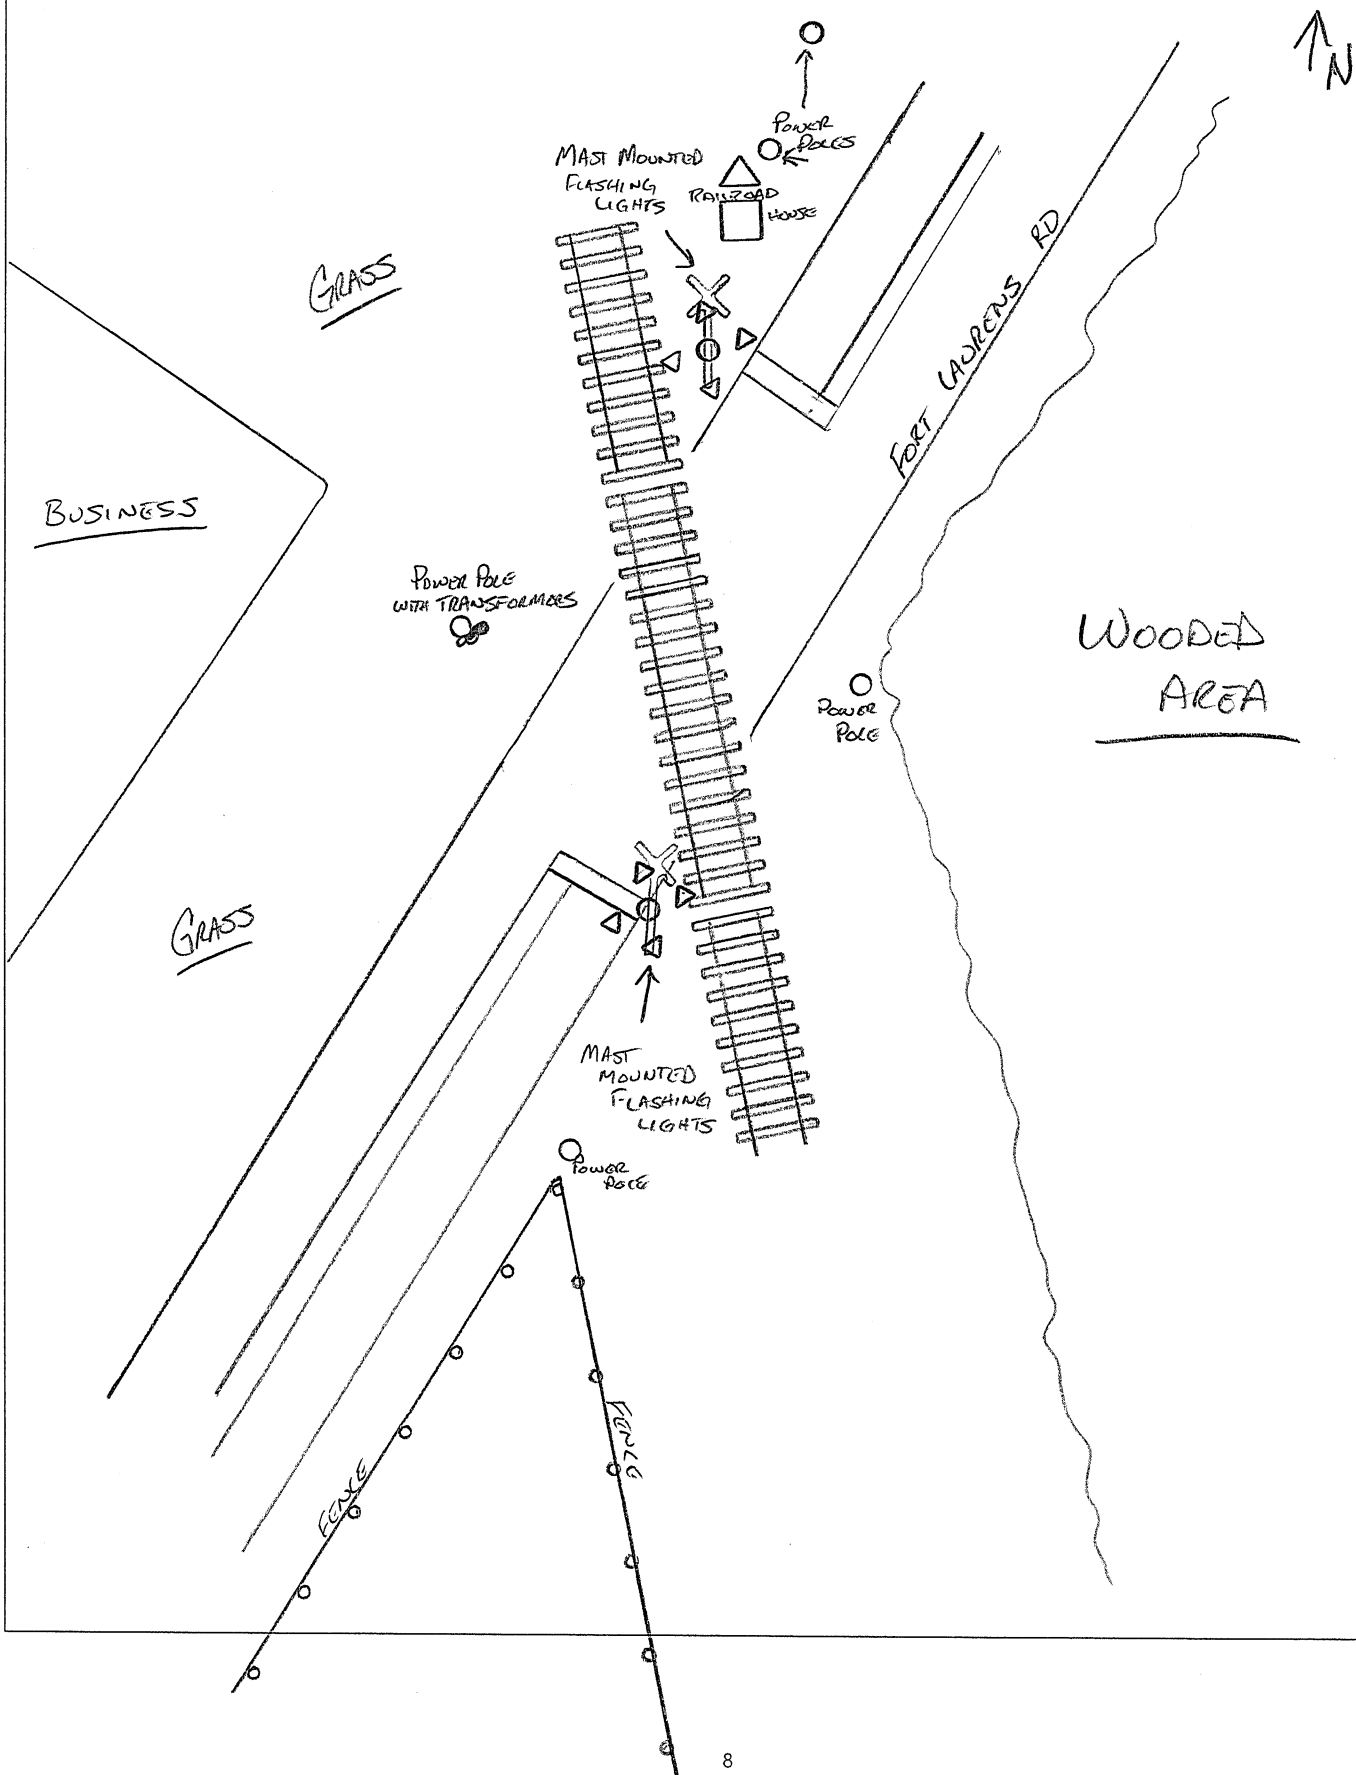 N
POWER
POLES
MAST MOUNTED
FLASHING
LIGHTS
RAILROAD
HOUSE
GRASS
FORT LAURENS RD
BUSINESS
POWER POLE
WITH TRANSFORMERS
WOODED
AREA
POWER
POLE
GRASS
MAST
MOUNTED
FLASHING
LIGHTS
POWER
POLE
FENCE
FENCE
8